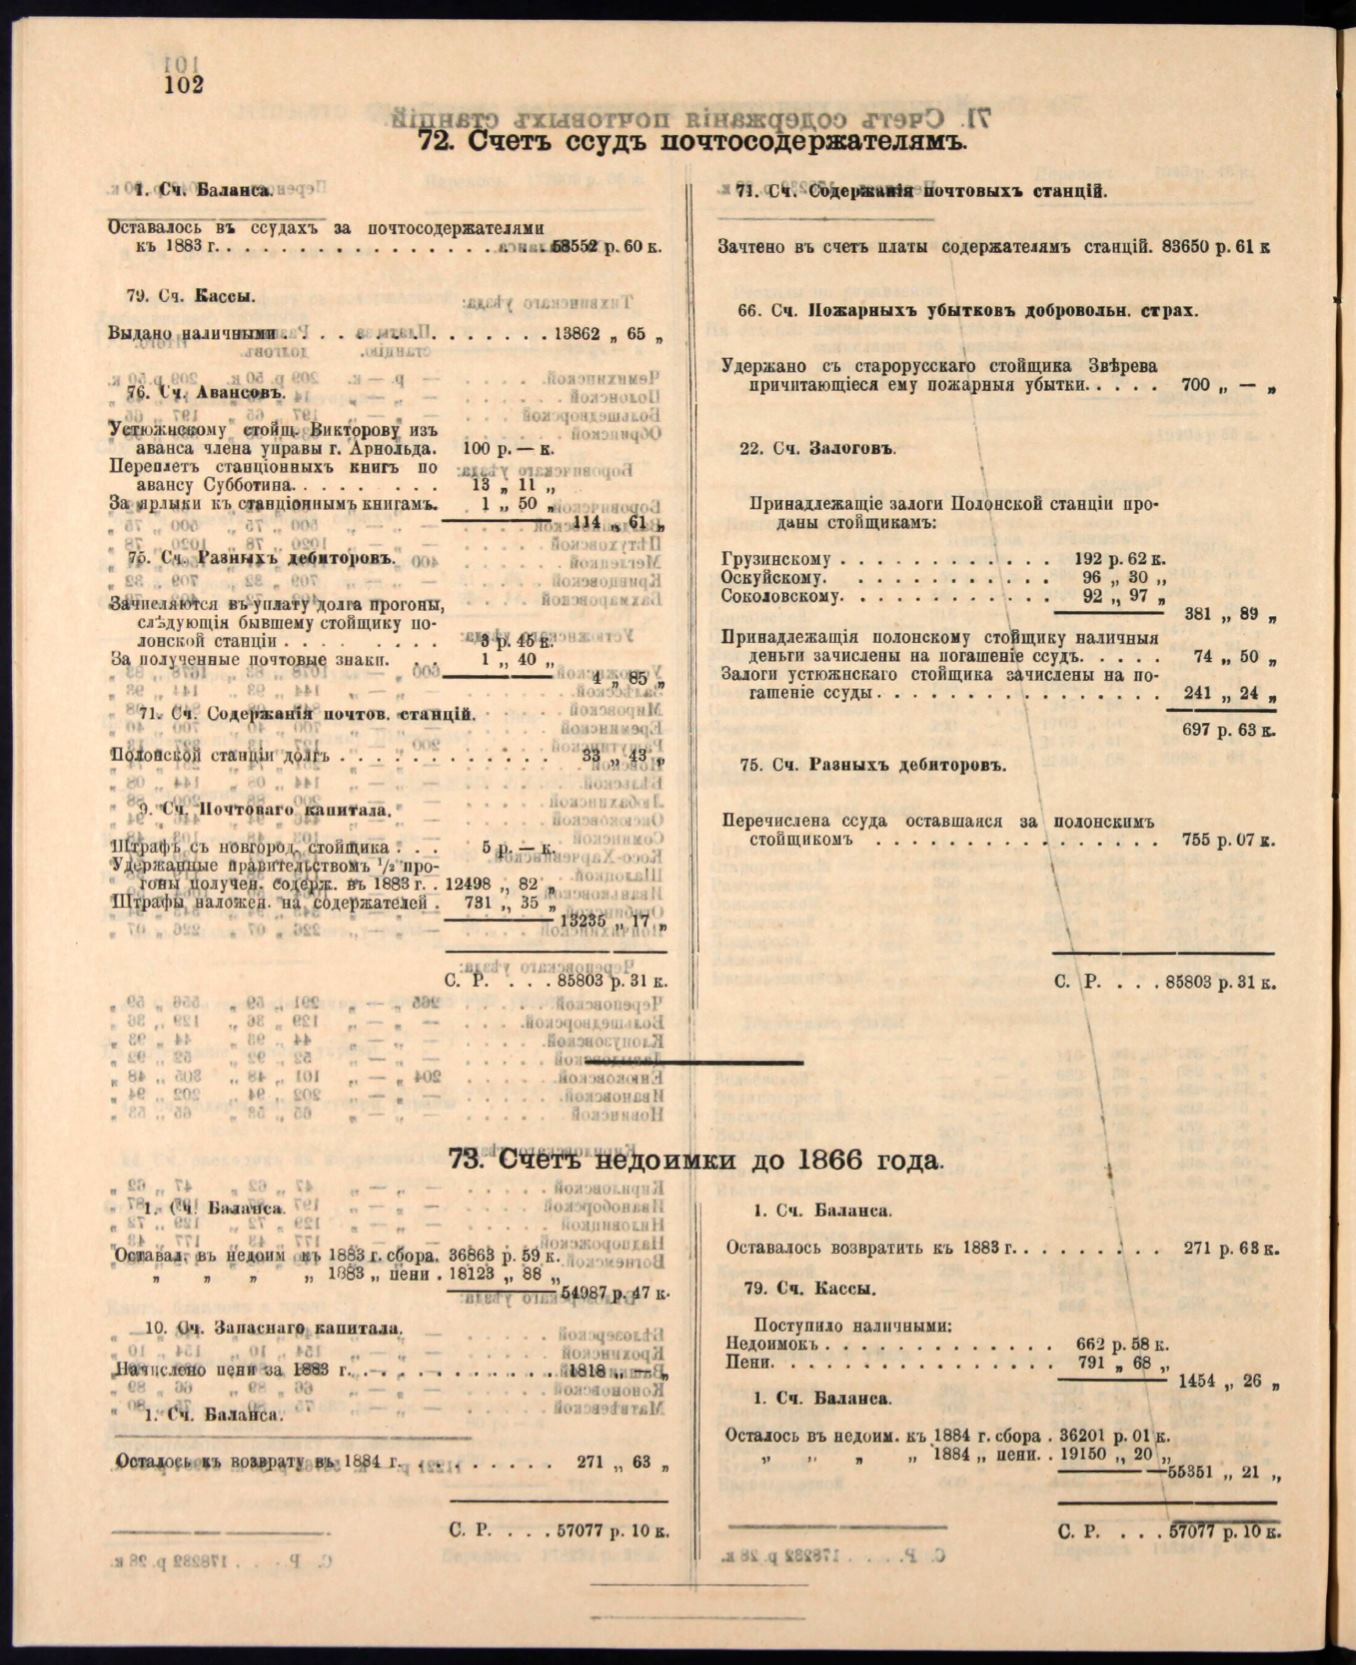 102
72. Счетъ ссудъ почтосодержателямъ.
1. Сч. Баланса.
Оставалось въ ссудахъ за почтосодержателями
къ 1883 г. . . . . . . . . . . . . . . . . . 58552 р. 60 к.
79. Сч. Кассы.
Выдано наличными . . . . . . . . . . . . . . 13862 „ 65 „
76. Сч. Авансовъ.
Устюжнскому стойщ. Викторову изъ
аванса члена управы г. Арнольда. 100 р. — к.
Переплетъ станціонныхъ книгъ по
авансу Субботина. . . . . . . . 13 „ 11 „
За ярлыки къ станціоннымъ книгамъ. 1 „ 50 „
114 „ 61 „
75. Сч. Разныхъ дебиторовъ.
Зачисляются въ уплату долга прогоны,
слѣдующія бывшему стойщику по-
лонской станціи . . . . . . . . . 3 р. 45 к.
За полученные почтовые знаки. . . 1 „ 40 „
4 „ 85 „
71. Сч. Содержанія почтов. станцій.
Полонской станціи долгъ . . . . . . . . . . . . 33 „ 43 „
9. Сч. Почтоваго капитала.
Штрафъ съ новгород. стойщика . . . 5 р. — к.
Удержанные правительствомъ 1/2 про-
гоны получен. содерж. въ 1883 г. . 12498 „ 82 „
Штрафы наложен. на содержателей . 731 „ 35 „
13235 „ 17 „
С. Р. . . . 85803 р. 31 к.
71. Сч. Содержанія почтовыхъ станцій.
Зачтено въ счетъ платы содержателямъ станцій. 83650 р. 61 к
66. Сч. Пожарныхъ убытковъ добровольн. страх.
Удержано съ старорусскаго стойщика Звѣрева
причитающіеся ему пожарныя убытки. . . . . 700 „ — „
22. Сч. Залоговъ.
Принадлежащіе залоги Полонской станціи про-
даны стойщикамъ:
Грузинскому . . . . . . . . . . . . 192 р. 62 к.
Оскуйскому. . . . . . . . . . . . 96 „ 30 „
Соколовскому. . . . . . . . . . . . 92 „ 97 „
381 „ 89 „
Принадлежащія полонскому стойщику наличныя
деньги зачислены на погашеніе ссудъ. . . . . 74 „ 50 „
Залоги устюжнскаго стойщика зачислены на по-
гашеніе ссуды . . . . . . . . . . . . . . . . 241 „ 24 „
697 р. 63 к.
75. Сч. Разныхъ дебиторовъ.
Перечислена ссуда оставшаяся за полонскимъ
стойщикомъ . . . . . . . . . . . . . . . . 755 р. 07 к.
С. Р. . . . 85803 р. 31 к.
73. Счетъ недоимки до 1866 года.
1. Сч. Баланса.
Оставал. въ недоим къ 1883 г. сбора. 36863 р. 59 к.
„ „ „ „ 1883 „ пени . 18123 „ 88 „
54987 р. 47 к.
10. Сч. Запаснаго капитала.
Начислено пени за 1883 г. . . . . . . . . . . 1818 „ — „
1. Сч. Баланса.
Осталось къ возврату въ 1884 г. . . . . . . . . 271 „ 63 „
С. Р. . . . 57077 р. 10 к.
1. Сч. Баланса.
Оставалось возвратить къ 1883 г. . . . . . . . . 271 р. 63 к.
79. Сч. Кассы.
Поступило наличными:
Недоимокъ . . . . . . . . . . . . . 662 р. 58 к.
Пени. . . . . . . . . . . . . . . . 791 „ 68 „
1454 „ 26 „
1. Сч. Баланса.
Осталось въ недоим. къ 1884 г. сбора . 36201 р. 01 к.
„ „ „ „ 1884 „ пени. . 19150 „ 20 „
55351 „ 21 „
С. Р. . . . 57077 р. 10 к.